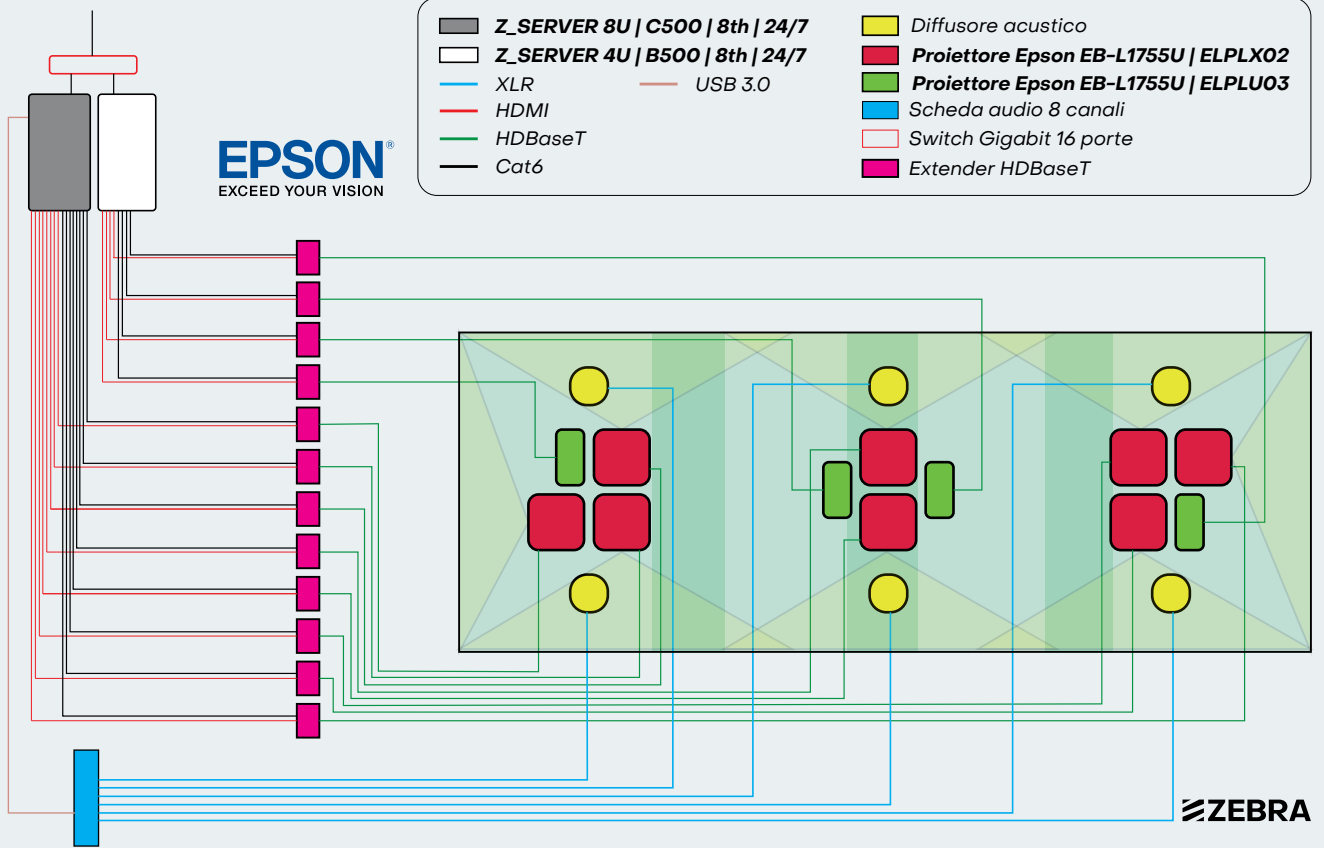 Z_SERVER 8U | C500 | 8th | 24/7
Z_SERVER 4U | B500 | 8th | 24/7
XLR
USB 3.0
HDMI
HDBaseT
Cat6
Diffusore acustico
Proiettore Epson EB-L1755U | ELPLX02
Proiettore Epson EB-L1755U | ELPLU03
Scheda audio 8 canali
Switch Gigabit 16 porte
Extender HDBaseT
EPSON®
EXCEED YOUR VISION
ZEBRA